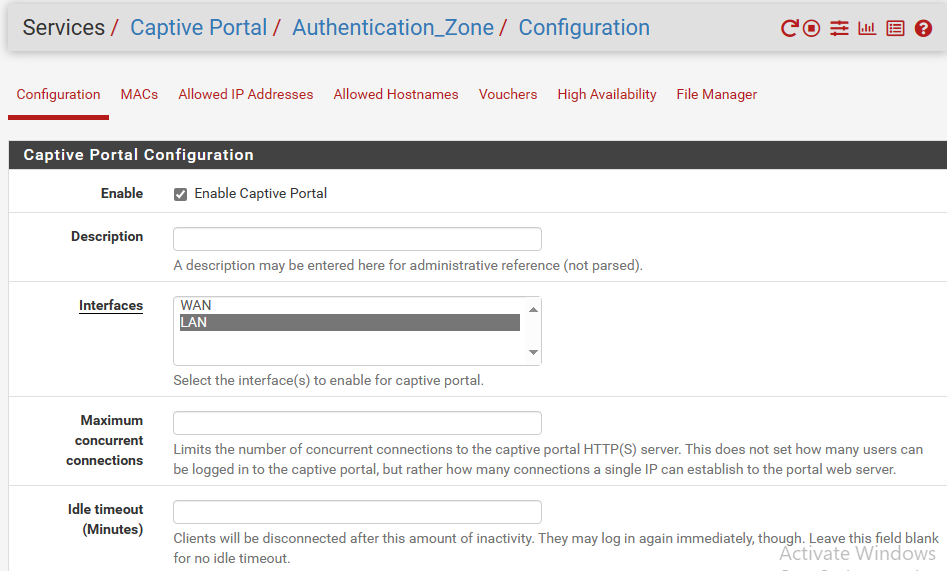 Services / Captive Portal / Authentication_Zone / Configuration
Configuration MACs Allowed IP Addresses Allowed Hostnames Vouchers High Availability File Manager
Captive Portal Configuration
Enable Enable Captive Portal
Description
A description may be entered here for administrative reference (not parsed).
Interfaces WAN
LAN
Select the interface(s) to enable for captive portal.
Maximum
concurrent
connections
Limits the number of concurrent connections to the captive portal HTTP(S) server. This does not set how many users can
be logged in to the captive portal, but rather how many connections a single IP can establish to the portal web server.
Idle timeout
(Minutes)
Clients will be disconnected after this amount of inactivity. They may log in again immediately, though. Leave this field blank
for no idle timeout.
Activate Windows